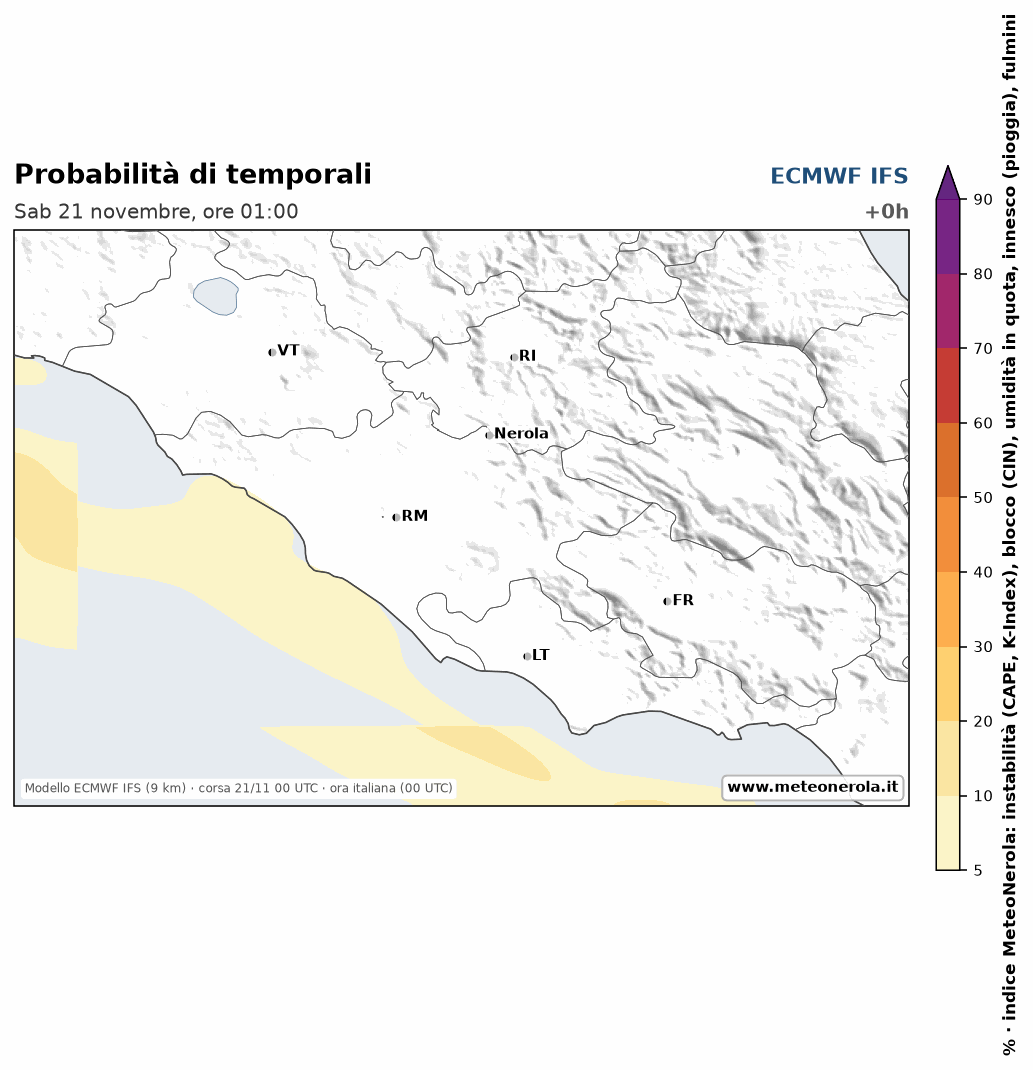 Probabilità di temporali
ECMWF IFS
Sab 21 novembre, ore 01:00
+0h
VT
RI
Nerola
RM
FR
LT
Modello ECMWF IFS (9 km) · corsa 21/11 00 UTC · ora italiana (00 UTC)
www.meteonerola.it
90
80
70
60
50
40
30
20
10
5
% · indice MeteoNerola: instabilità (CAPE, K-Index), blocco (CIN), umidità in quota, innesco (pioggia), fulmini